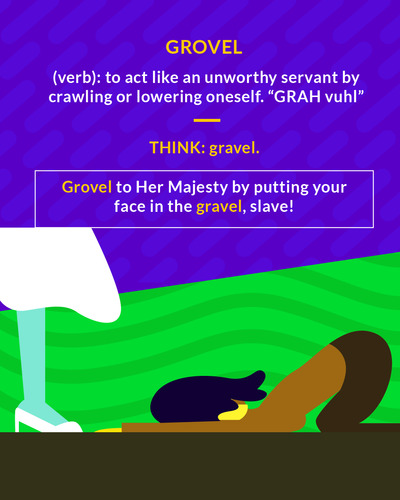 GROVEL
(verb): to act like an unworthy servant by
crawling or lowering oneself. “GRAH vuhl”
THINK: gravel.
Grovel to Her Majesty by putting your
face in the gravel, slave!